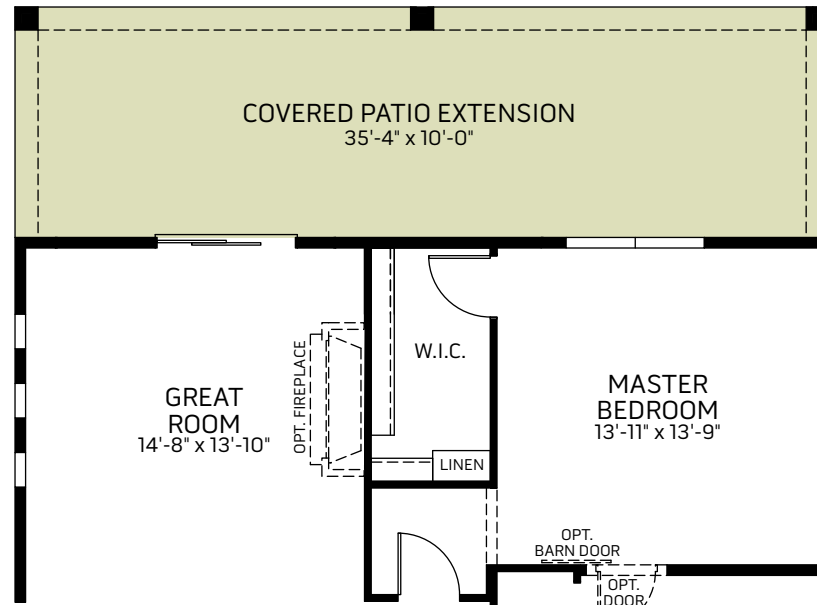 COVERED PATIO EXTENSION
35'-4" x 10'-0"
W.I.C.
OPT. FIREPLACE
GREAT
ROOM
14'-8" x 13'-10"
MASTER
BEDROOM
13'-11" x 13'-9"
LINEN
OPT.
BARN DOOR
OPT.
DOOR